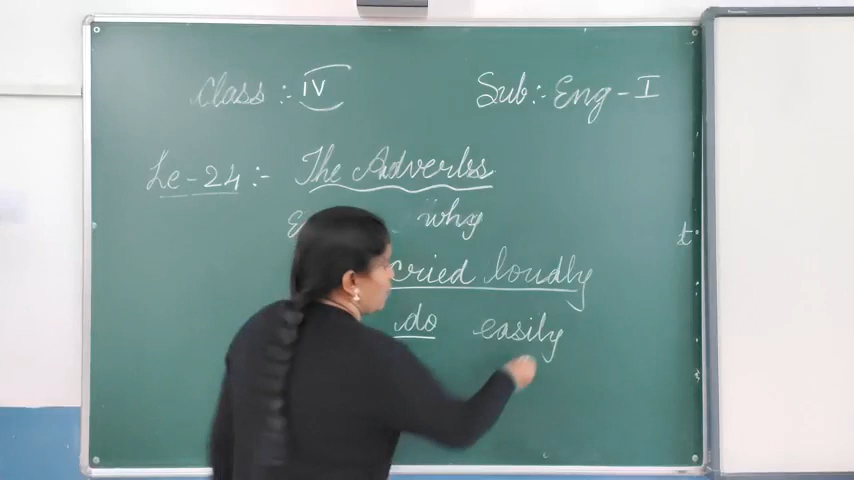 Class :- IV
Sub:- Eng - I
Le - 24 :- The Adverbs
why
cried loudly
do easily